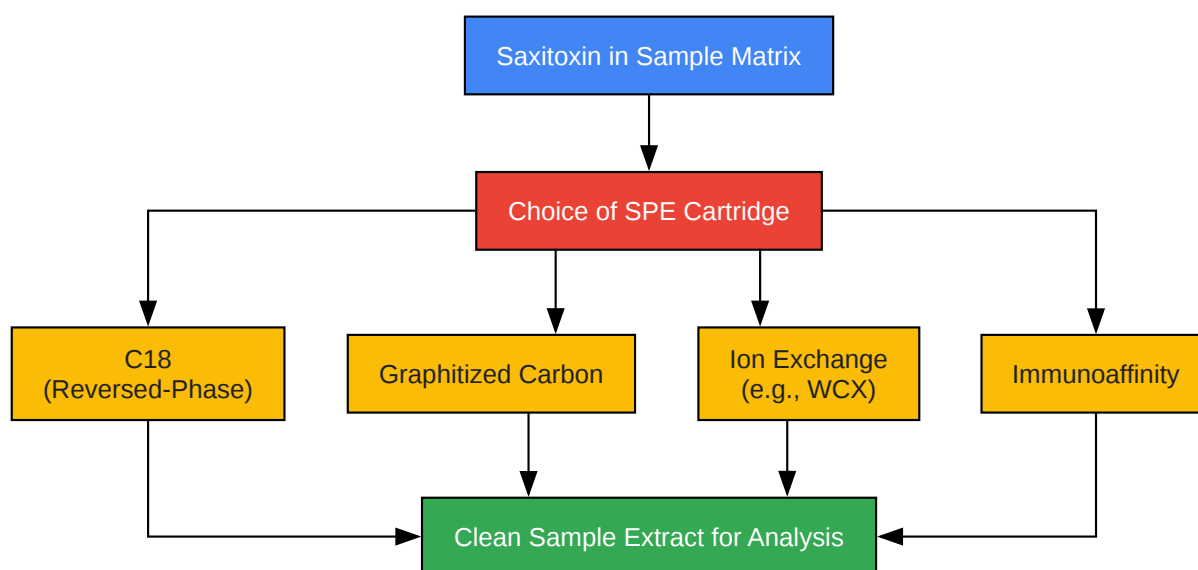 Saxitoxin in Sample Matrix
Choice of SPE Cartridge
C18
(Reversed-Phase)
Graphitized Carbon
Ion Exchange
(e.g., WCX)
Immunoaffinity
Clean Sample Extract for Analysis